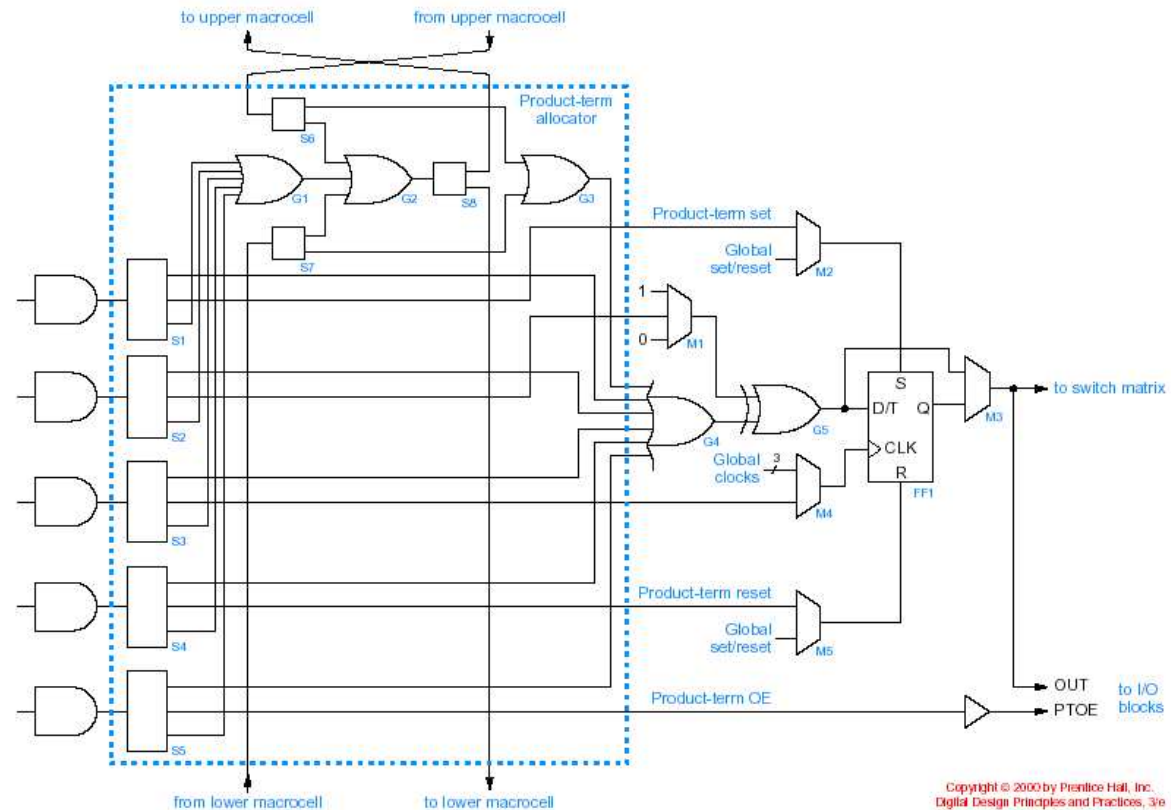 to upper macrocell
from upper macrocell
Product-term
allocator
S6
G1
G2
S8
G3
S7
Product-term set
Global
set/reset
M2
S1
1
0
M1
S2
S
D/T
Q
CLK
R
FF1
M3
to switch matrix
G4
G5
3
Global
clocks
M4
S3
Product-term reset
Global
set/reset
M5
S4
Product-term OE
OUT
PTOE
to I/O
blocks
S5
from lower macrocell
to lower macrocell
Copyright © 2000 by Prentice Hall, Inc.
Digital Design Principles and Practices, 3/e